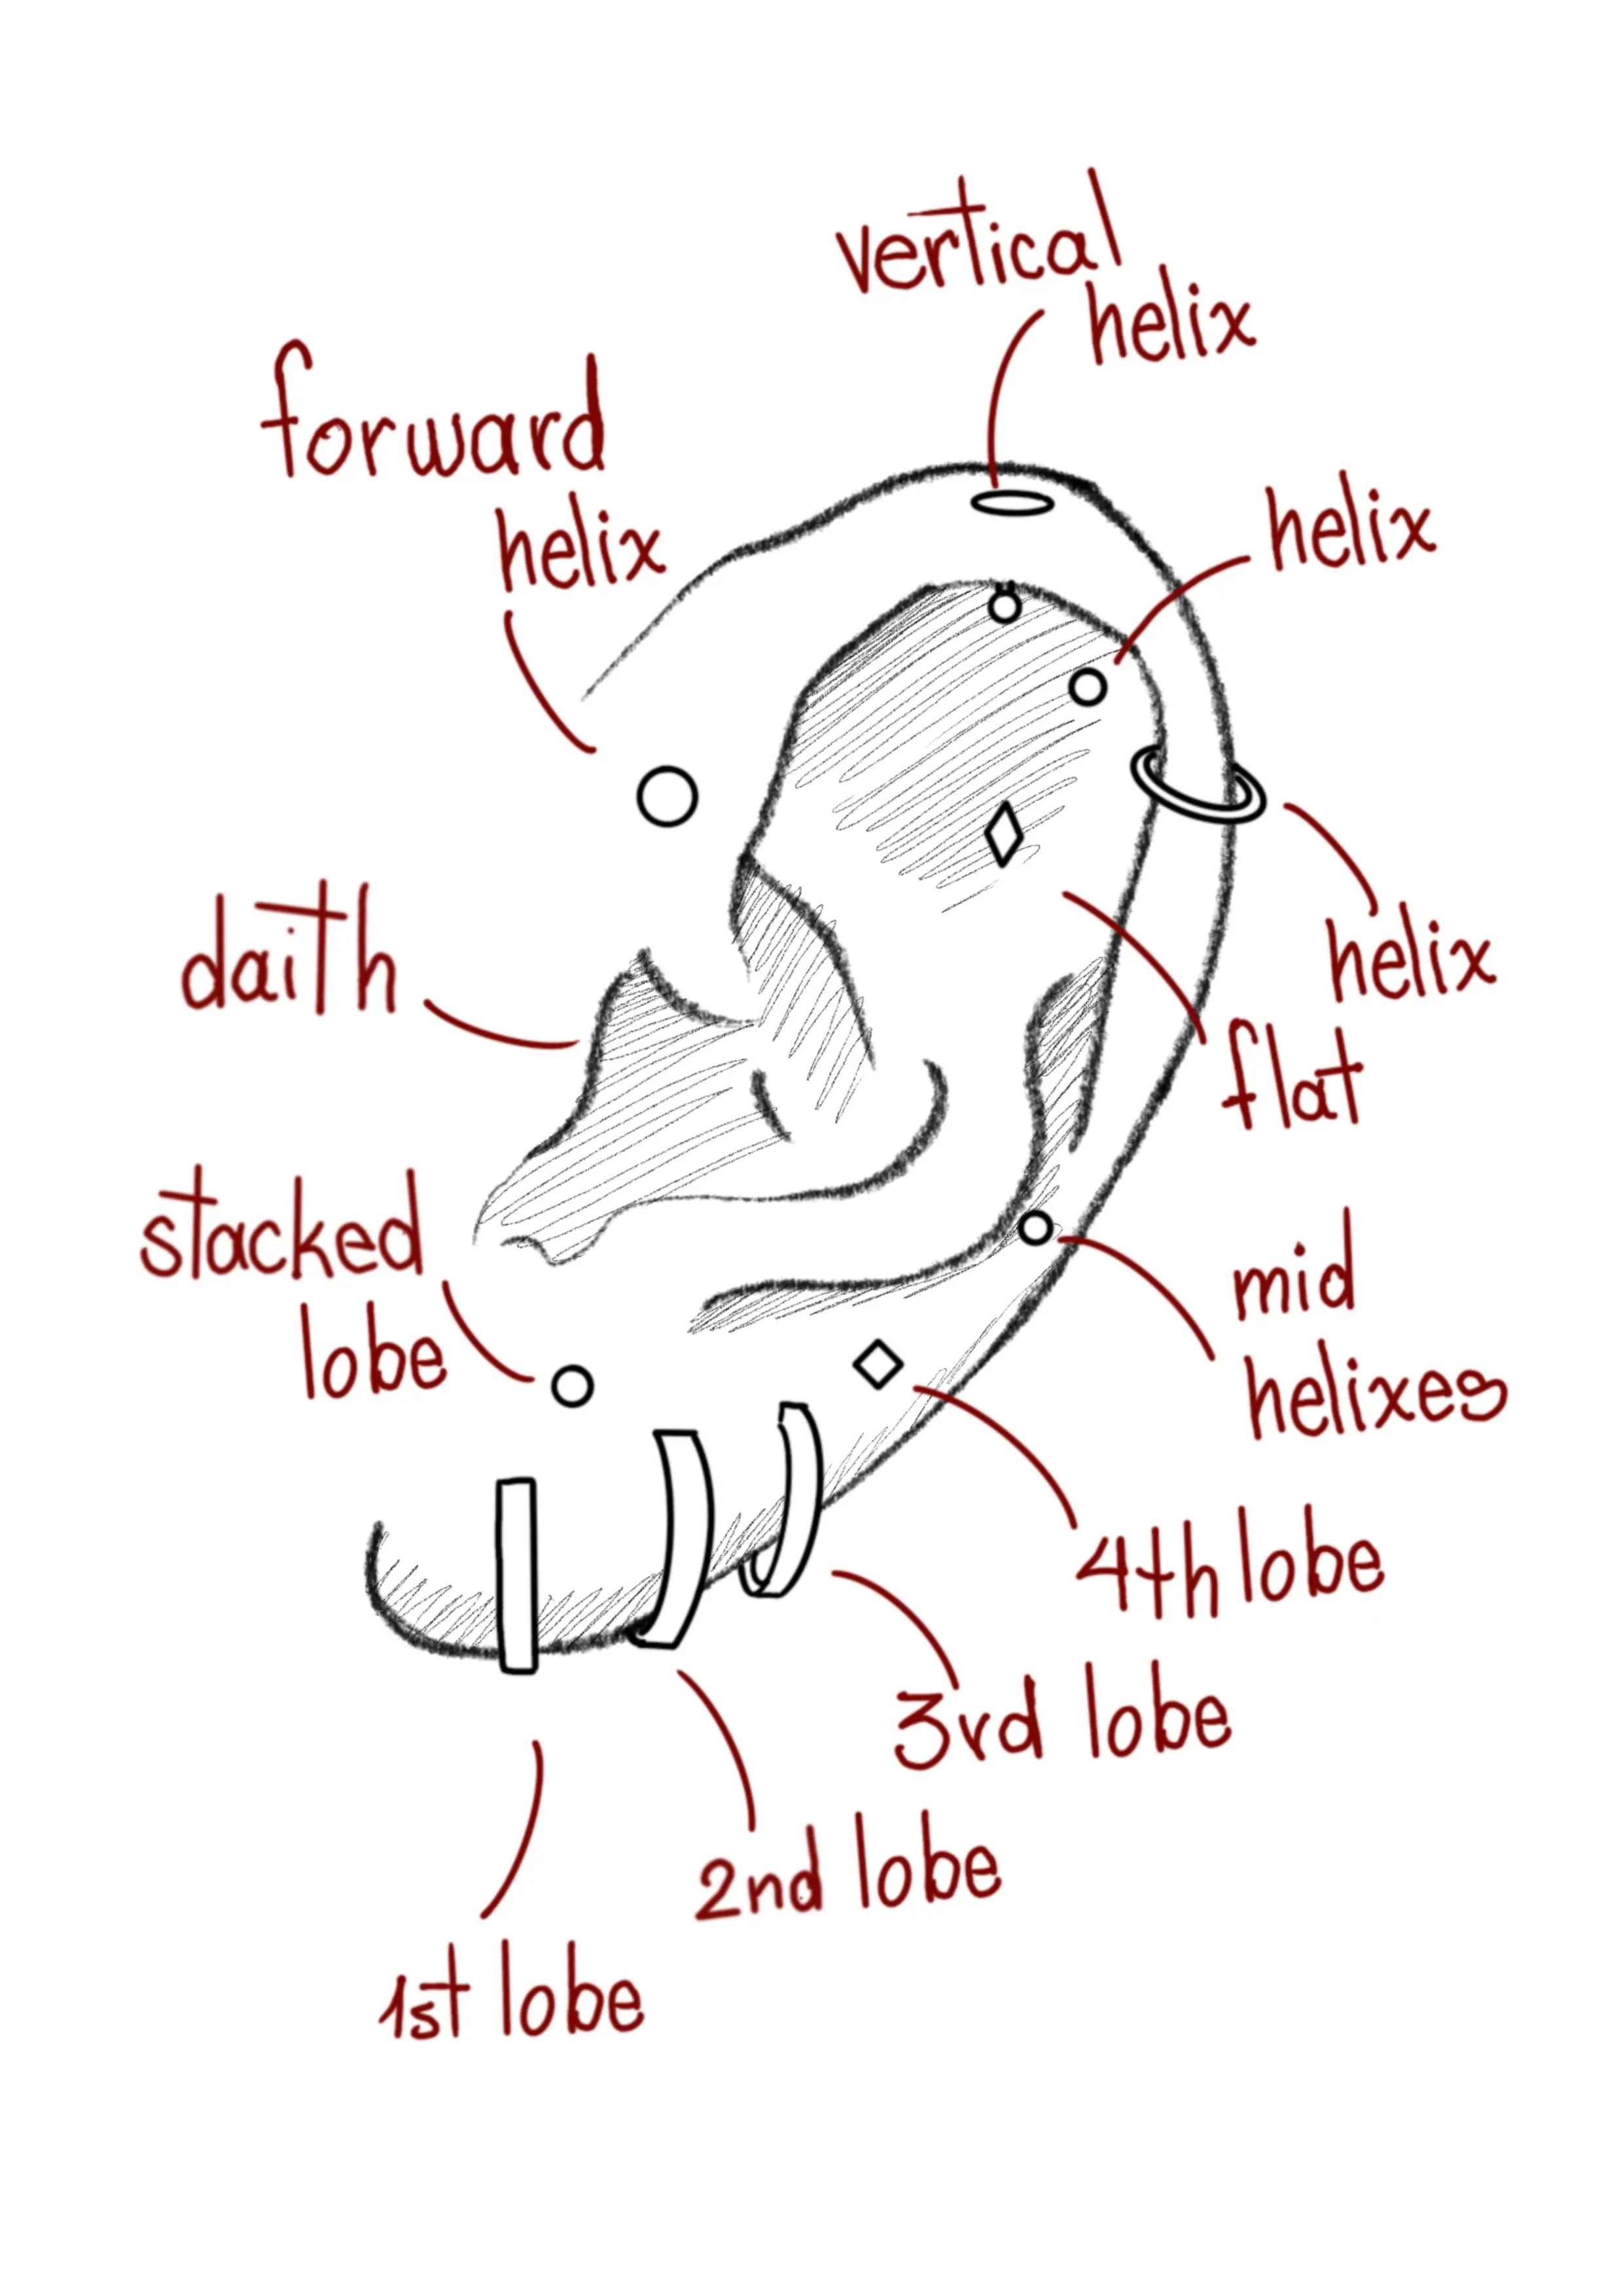 vertical
helix
forward
helix
helix
daith
helix
flat
stacked
lobe
mid
helixes
4th lobe
3rd lobe
2nd lobe
1st lobe